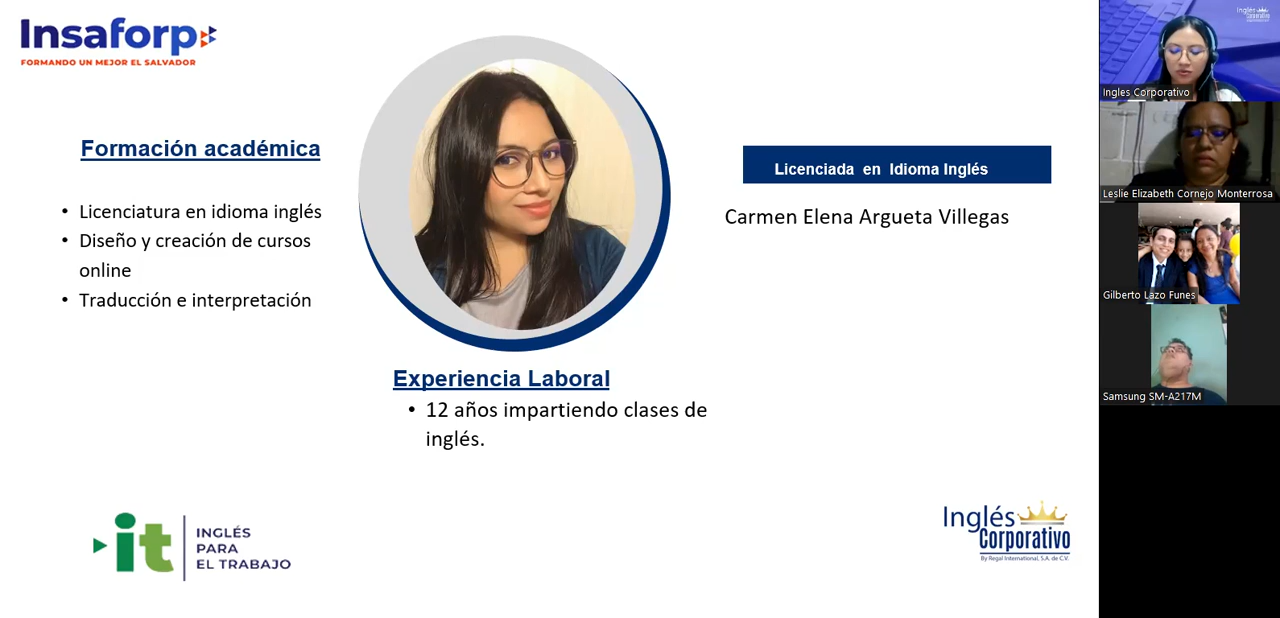 Insaforp
FORMANDO UN MEJOR EL SALVADOR
Formación académica
• Licenciatura en idioma inglés
• Diseño y creación de cursos
online
• Traducción e interpretación
Licenciada en Idioma Inglés
Carmen Elena Argueta Villegas
Experiencia Laboral
• 12 años impartiendo clases de
inglés.
it
INGLÉS
PARA
EL TRABAJO
Inglés
Corporativo
By Regal International, S.A. de C.V.
Inglés
Ingles Corporativo
Leslie Elizabeth Cornejo Monterrosa
Gilberto Lazo Funes
Samsung SM-A217M